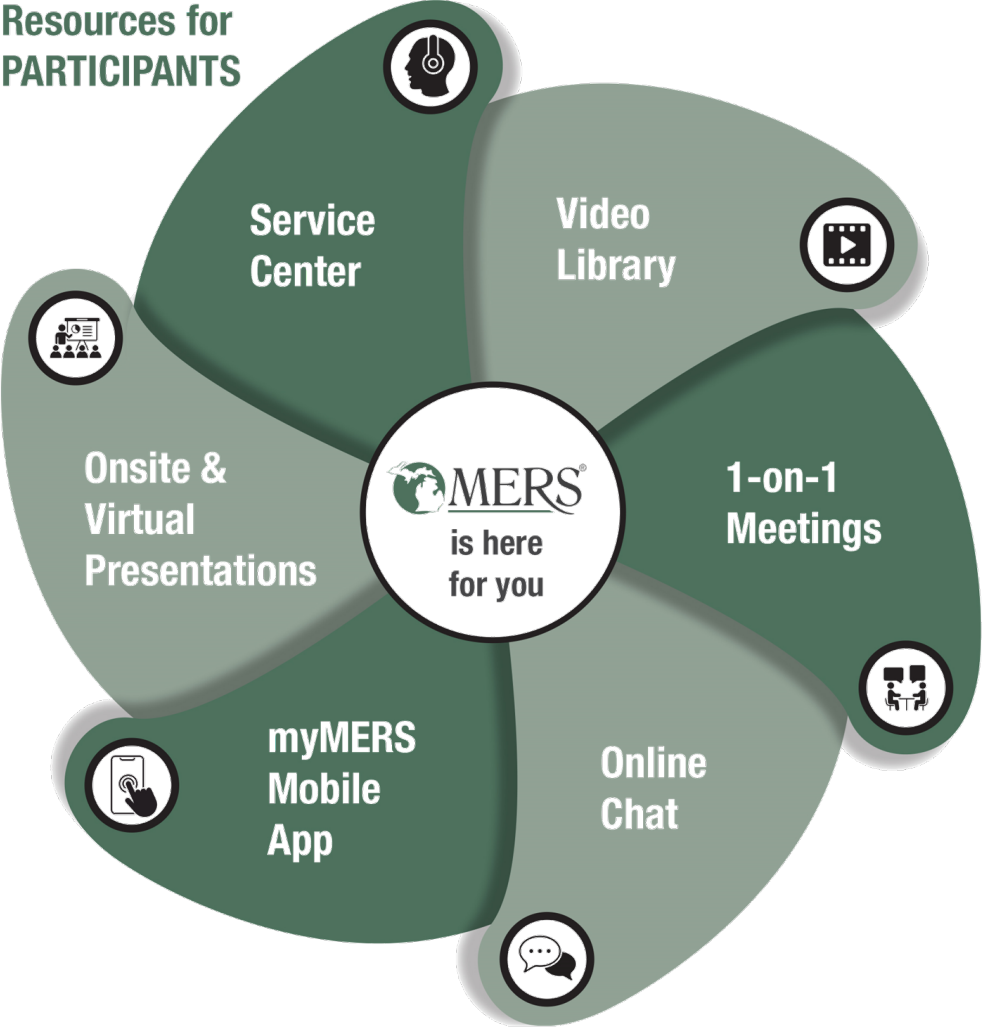 Resources for
PARTICIPANTS
Service
Center
Video
Library
1-on-1
Meetings
Online
Chat
myMERS
Mobile
App
Onsite &
Virtual
Presentations
MERS®
is here
for you